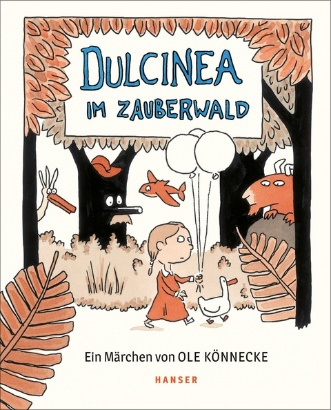 DULCINEA
IM ZAUBERWALD
Ein Märchen von OLE KÖNNECKE
HANSER